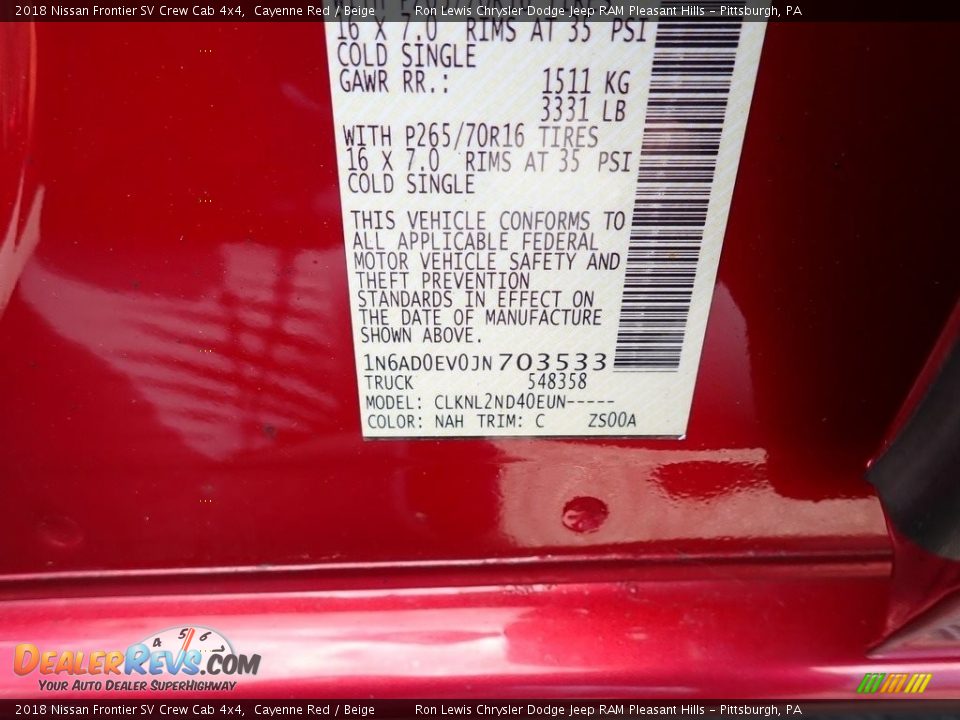 2018 Nissan Frontier SV Crew Cab 4x4,  Cayenne Red / Beige          Ron Lewis Chrysler Dodge Jeep RAM Pleasant Hills - Pittsburgh, PA
16 X 7.0 RIMS AT 35 PSI
COLD SINGLE
GAWR RR.: 1511 KG
3331 LB
WITH P265/70R16 TIRES
16 X 7.0 RIMS AT 35 PSI
COLD SINGLE
THIS VEHICLE CONFORMS TO
ALL APPLICABLE FEDERAL
MOTOR VEHICLE SAFETY AND
THEFT PREVENTION
STANDARDS IN EFFECT ON
THE DATE OF MANUFACTURE
SHOWN ABOVE.
1N6AD0EV0JN703533
TRUCK 548358
MODEL: CLKNL2ND40EUN-----
COLOR: NAH TRIM: C ZS00A
4 5 6
DEALERREVS.COM
YOUR AUTO DEALER SUPERHIGHWAY
2018 Nissan Frontier SV Crew Cab 4x4,  Cayenne Red / Beige          Ron Lewis Chrysler Dodge Jeep RAM Pleasant Hills - Pittsburgh, PA